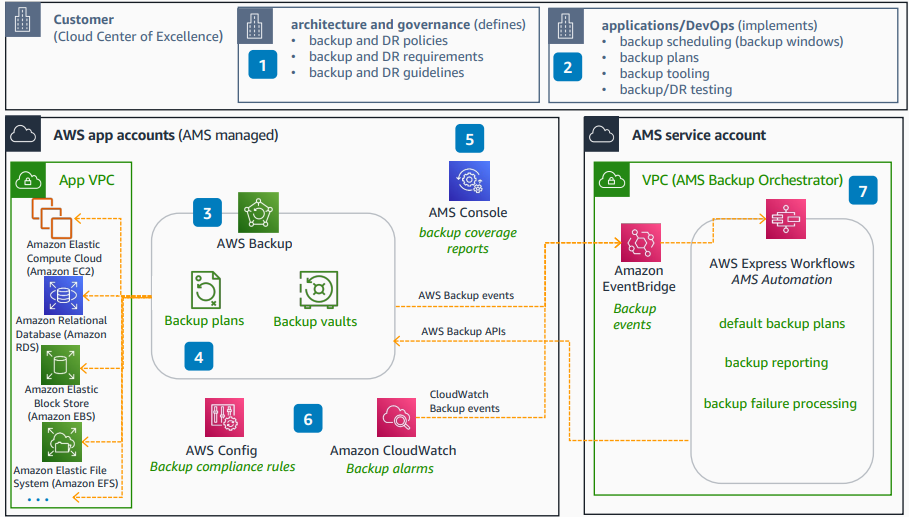 Customer
(Cloud Center of Excellence)
architecture and governance (defines)
• backup and DR policies
• backup and DR requirements
• backup and DR guidelines
1
applications/DevOps (implements)
• backup scheduling (backup windows)
• backup plans
• backup tooling
• backup/DR testing
2
AWS app accounts (AMS managed)
App VPC
Amazon Elastic
Compute Cloud
(Amazon EC2)
Amazon Relational
Database (Amazon
RDS)
Amazon Elastic
Block Store
(Amazon EBS)
Amazon Elastic File
System (Amazon EFS)
...
3
AWS Backup
Backup plans
Backup vaults
4
5
AMS Console
backup coverage
reports
AWS Backup events
AWS Backup APIs
CloudWatch
Backup events
AWS Config
Backup compliance rules
6
Amazon CloudWatch
Backup alarms
AMS service account
VPC (AMS Backup Orchestrator)
7
Amazon
EventBridge
Backup
events
AWS Express Workflows
AMS Automation
default backup plans
backup reporting
backup failure processing